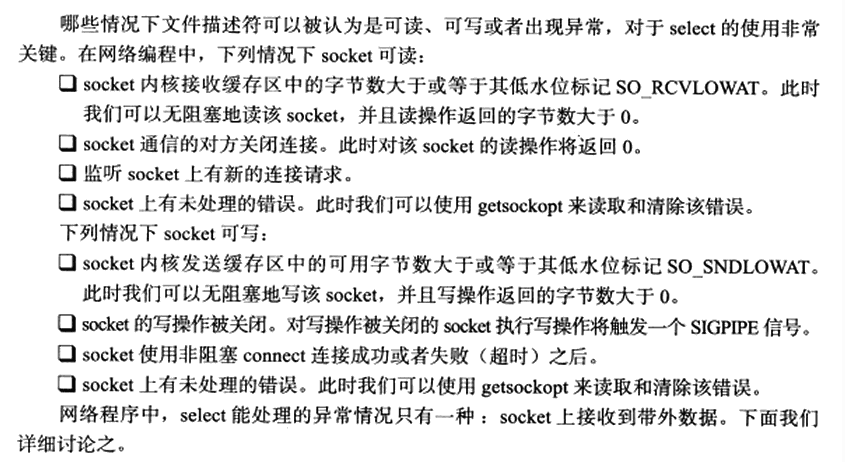 哪些情况下文件描述符可以被认为是可读、可写或者出现异常，对于 select 的使用非常
关键。在网络编程中，下列情况下 socket 可读：
❑ socket 内核接收缓存区中的字节数大于或等于其低水位标记 SO_RCVLOWAT。此时
我们可以无阻塞地读该 socket，并且读操作返回的字节数大于 0。
❑ socket 通信的对方关闭连接。此时对该 socket 的读操作将返回 0。
❑ 监听 socket 上有新的连接请求。
❑ socket 上有未处理的错误。此时我们可以使用 getsockopt 来读取和清除该错误。
下列情况下 socket 可写：
❑ socket 内核发送缓存区中的可用字节数大于或等于其低水位标记 SO_SNDLOWAT。
此时我们可以无阻塞地写该 socket，并且写操作返回的字节数大于 0。
❑ socket 的写操作被关闭。对写操作被关闭的 socket 执行写操作将触发一个 SIGPIPE 信号。
❑ socket 使用非阻塞 connect 连接成功或者失败（超时）之后。
❑ socket 上有未处理的错误。此时我们可以使用 getsockopt 来读取和清除该错误。
网络程序中，select 能处理的异常情况只有一种：socket 上接收到带外数据。下面我们
详细讨论之。